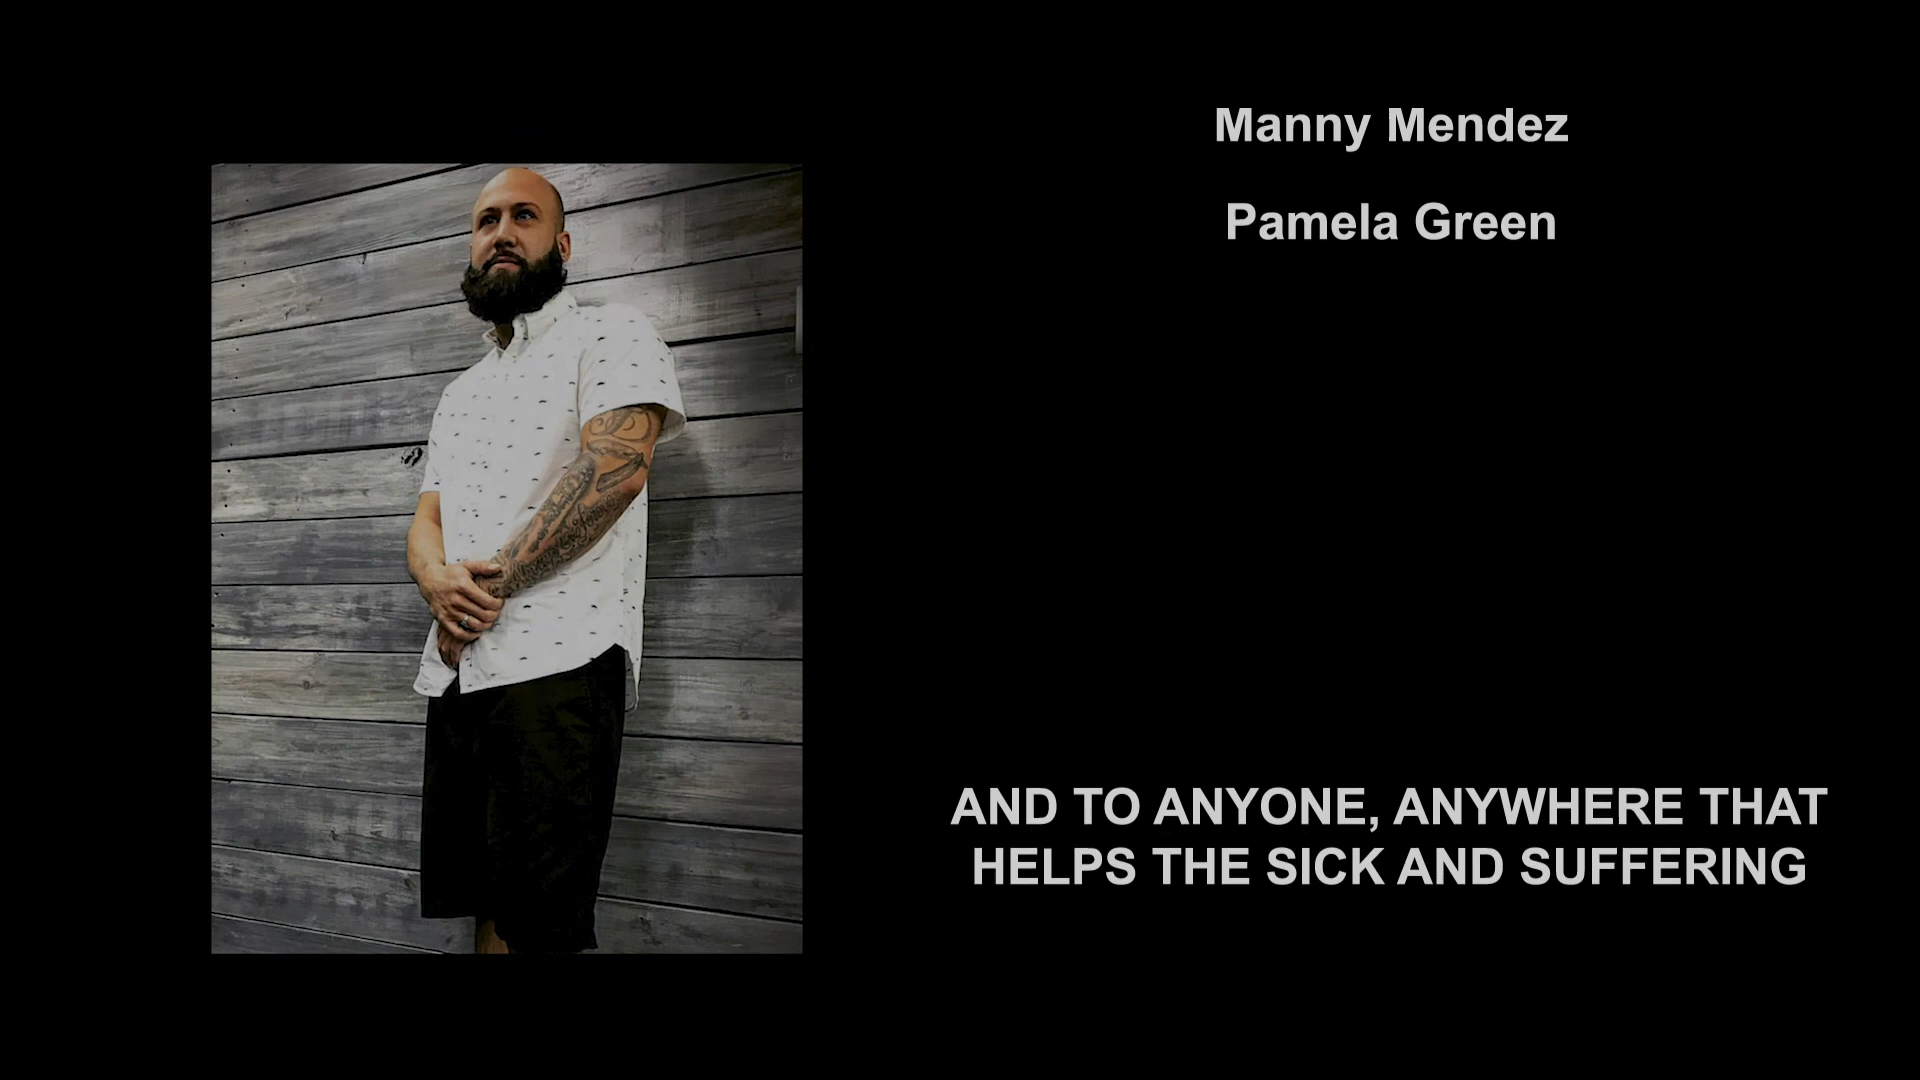 Manny Mendez
Pamela Green
AND TO ANYONE, ANYWHERE THAT
HELPS THE SICK AND SUFFERING